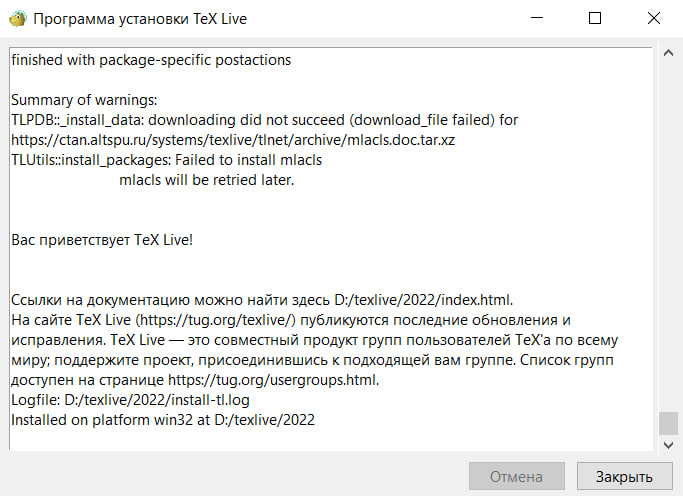 Программа установки TeX Live
finished with package-specific postactions
Summary of warnings:
TLPDB::_install_data: downloading did not succeed (download_file failed) for
https://ctan.altspu.ru/systems/texlive/tlnet/archive/mlacls.doc.tar.xz
TLUtils::install_packages: Failed to install mlacls
mlacls will be retried later.
Вас приветствует TeX Live!
Ссылки на документацию можно найти здесь D:/texlive/2022/index.html.
На сайте TeX Live (https://tug.org/texlive/) публикуются последние обновления и
исправления. TeX Live — это совместный продукт групп пользователей TeX'а по всему
миру; поддержите проект, присоединившись к подходящей вам группе. Список групп
доступен на странице https://tug.org/usergroups.html.
Logfile: D:/texlive/2022/install-tl.log
Installed on platform win32 at D:/texlive/2022
Отмена
Закрыть